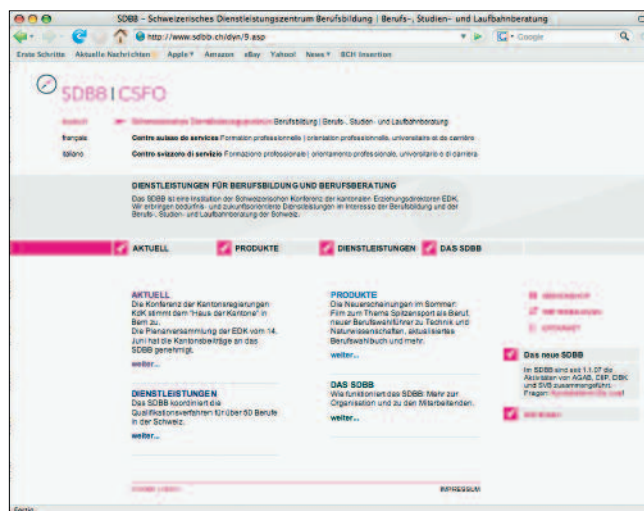 SDBB – Schweizerisches Dienstleistungszentrum Berufsbildung | Berufs-, Studien- und Laufbahnberatung
http://www.sdbb.ch/dyn/9.asp
Google
Erste Schritte Aktuelle Nachrichten Apple Amazon eBay Yahoo! News BCH Insertion
SDBB | CSFO
Berufsbildung | Berufs-, Studien- und Laufbahnberatung
français Centre suisse de services Formation professionnelle | orientation professionnelle, universitaire et de carrière
italiano Centro svizzero di servizio Formazione professionale | orientamento professionale, universitario e di carriera
DIENSTLEISTUNGEN FÜR BERUFSBILDUNG UND BERUFSBERATUNG
Das SDBB ist eine Institution der Schweizerischen Konferenz der kantonalen Erziehungsdirektoren EDK.
Wir erbringen bedürfnis- und zukunftsorientierte Dienstleistungen im Interesse der Berufsbildung und der
Berufs-, Studien- und Laufbahnberatung der Schweiz.
AKTUELL PRODUKTE DIENSTLEISTUNGEN DAS SDBB
AKTUELL
Die Konferenz der Kantonsregierungen
KdK stimmt dem "Haus der Kantone" in
Bern zu.
Die Plenarversammlung der EDK vom 14.
Juni hat die Kantonsbeiträge an das
SDBB genehmigt.
weiter...
DIENSTLEISTUNGEN
Das SDBB koordiniert die
Qualifikationsverfahren für über 50 Berufe
in der Schweiz.
weiter...
PRODUKTE
Die Neuerscheinungen im Sommer:
Film zum Thema Spitzensport als Beruf,
neuer Berufswahlführer zu Technik und
Naturwissenschaften, aktualisiertes
Berufswahlbuch und mehr.
weiter...
DAS SDBB
Wie funktioniert das SDBB: Mehr zur
Organisation und zu den Mitarbeitenden.
weiter...
Das neue SDBB
Im SDBB sind seit 1.1.07 die
Aktivitäten von AGAB, CIIP, DBK
und SVB zusammengeführt.
Fragen:
IMPRESSUM
Fertig